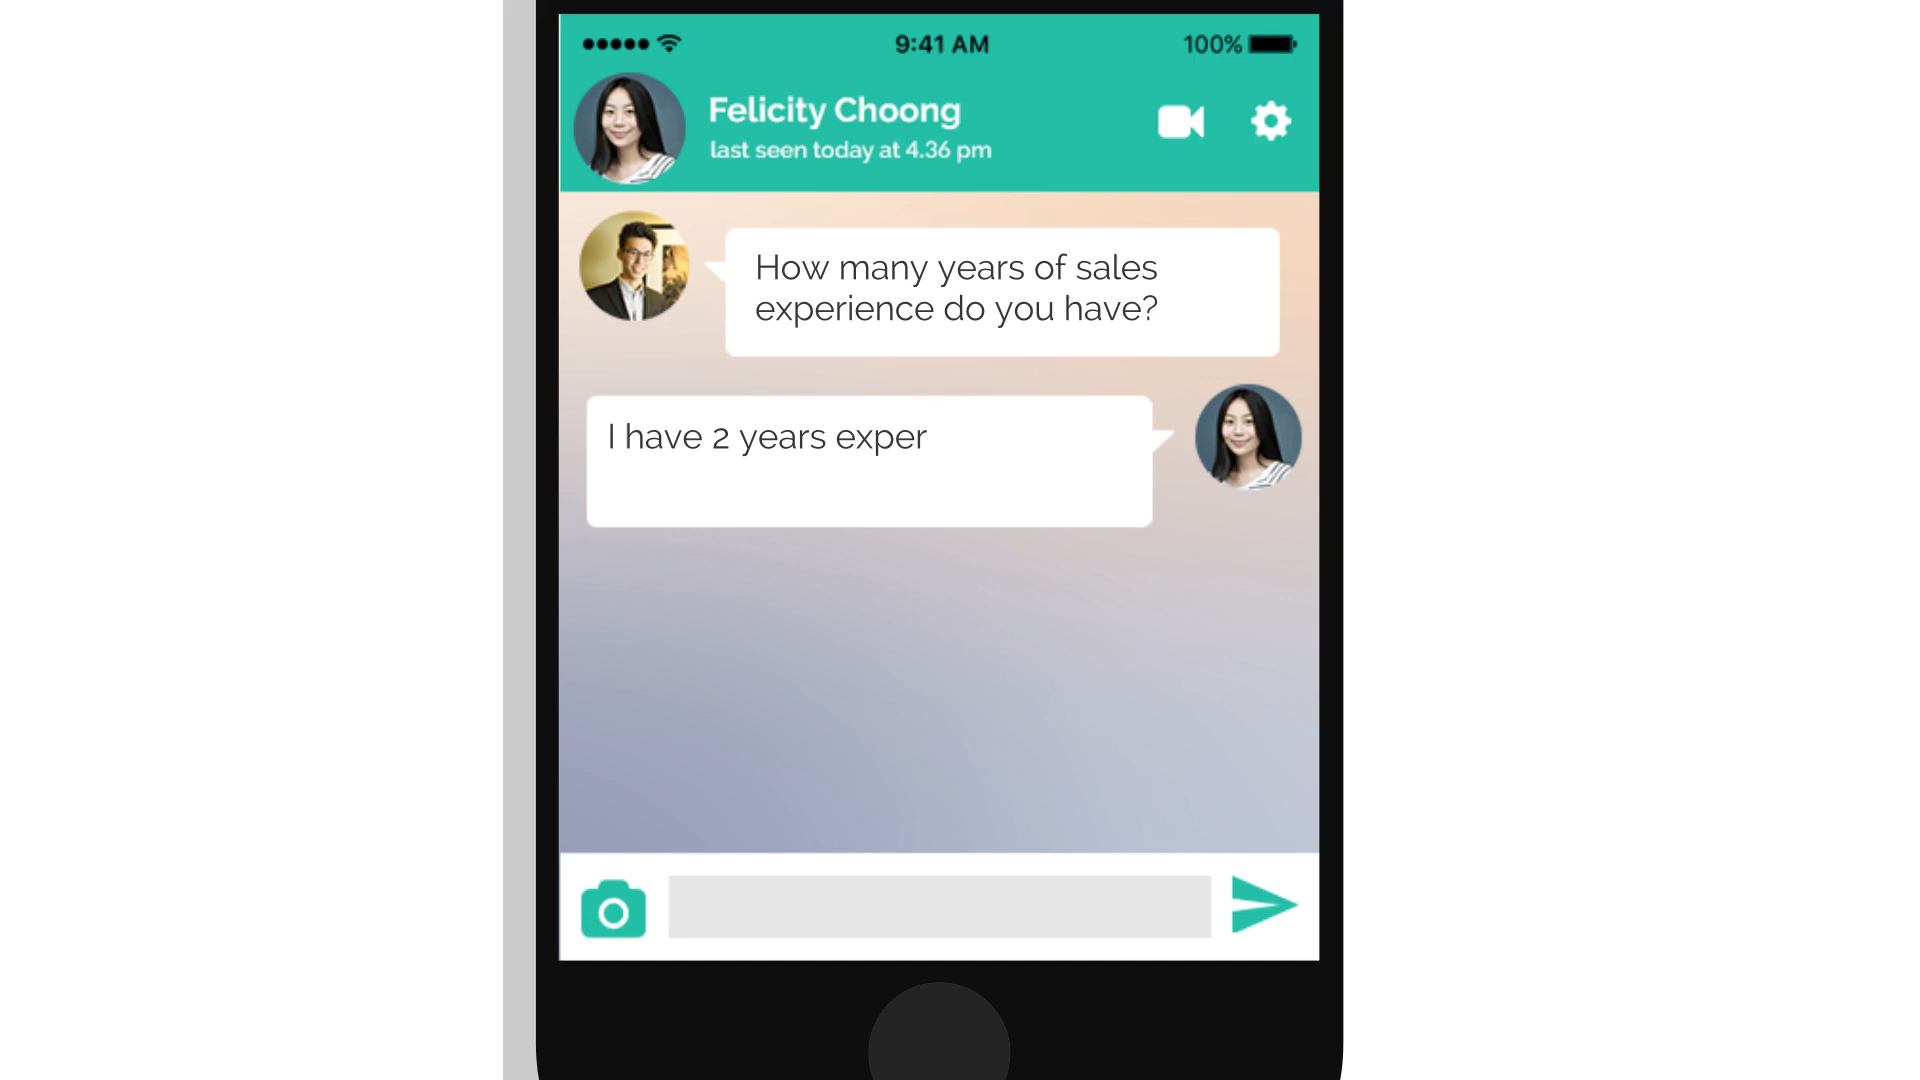 9:41 AM
100%
Felicity Choong
last seen today at 4.36 pm
How many years of sales
experience do you have?
I have 2 years exper